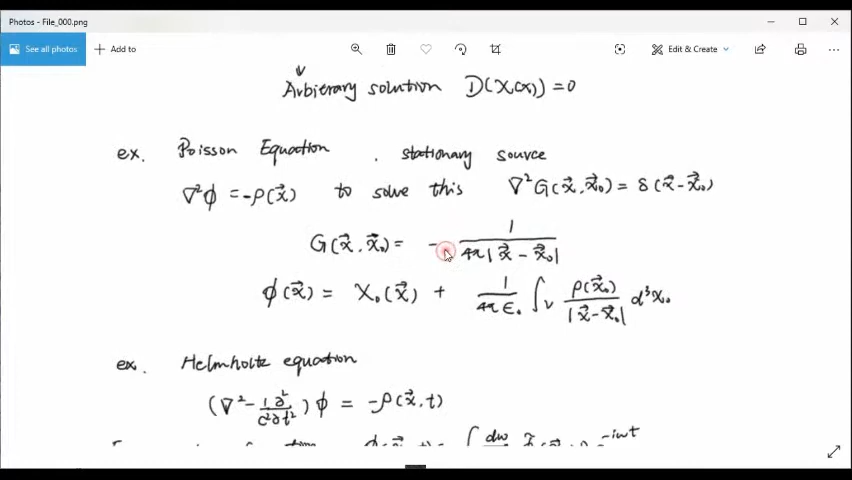 Photos - File_000.png
See all photos + Add to Edit & Create
Arbierary solution D(X(x)) = 0
ex. Poisson Equation . stationary source
∇²ϕ = -ρ(x⃗) to solve this ∇²G(x⃗, x⃗₀) = δ(x⃗ - x⃗₀)
G(x⃗, x⃗₀) = - 1 / 4π|x⃗ - x⃗₀|
ϕ(x⃗) = X₀(x⃗) + 1/4πε₀ ∫ᵥ ρ(x⃗₀) / |x⃗ - x⃗₀| d³x₀
ex. Helmholtz equation
(∇² - 1/c² ∂²/∂t²) ϕ = -ρ(x⃗, t)